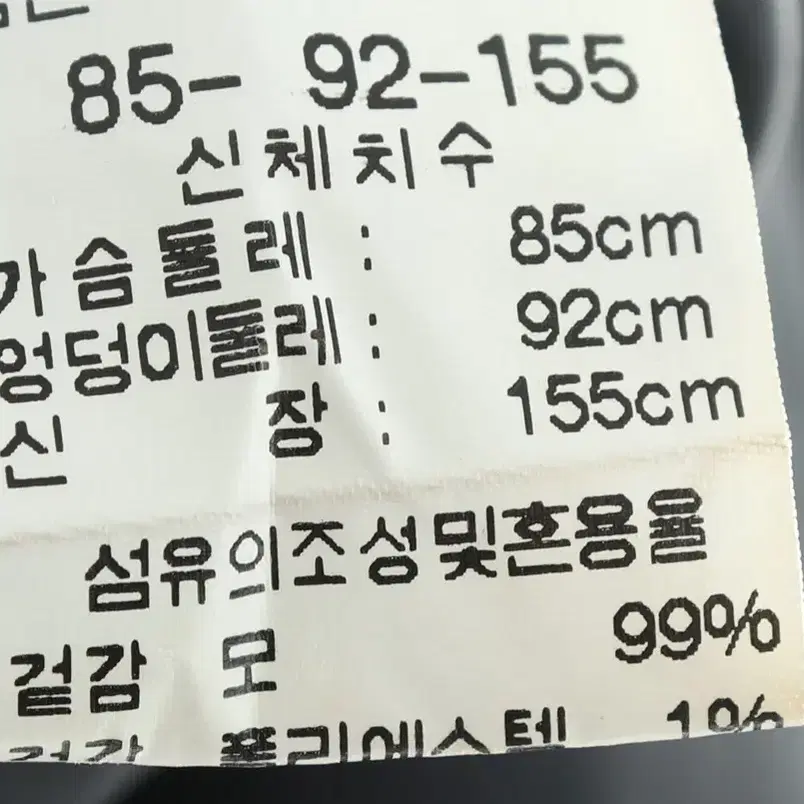 85- 92-155
신체치수
가슴둘레: 85cm
엉덩이둘레: 92cm
신 장: 155cm
섬유의조성및혼용율
겉감 모 99%
겉감 폴리에스텔 1%